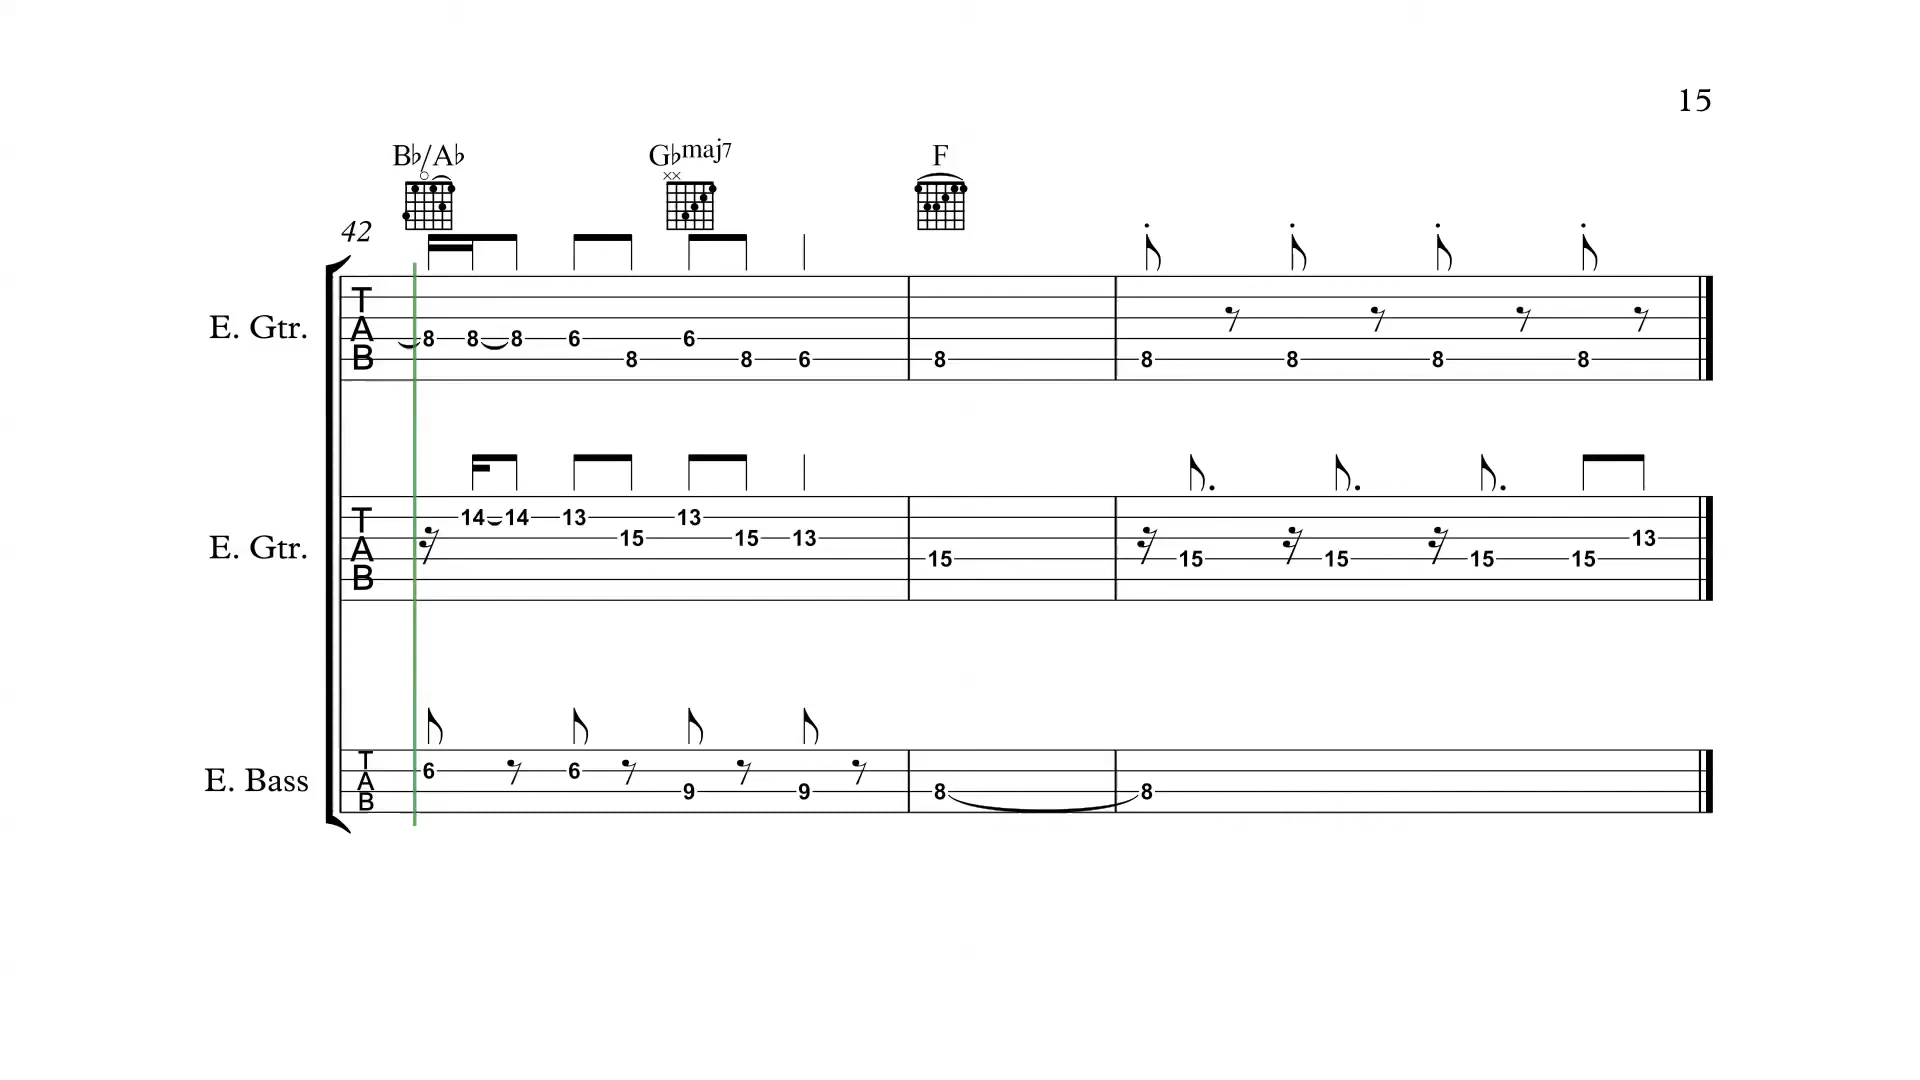 15
B♭/A♭ G♭maj7 F
42
E. Gtr. T A B 8 8 8 6 8 6 8 6 8 8 8 8 8
E. Gtr. T A B 14 14 13 15 13 15 13 15 15 15 15 15 13
E. Bass T A B 6 6 9 9 8 8